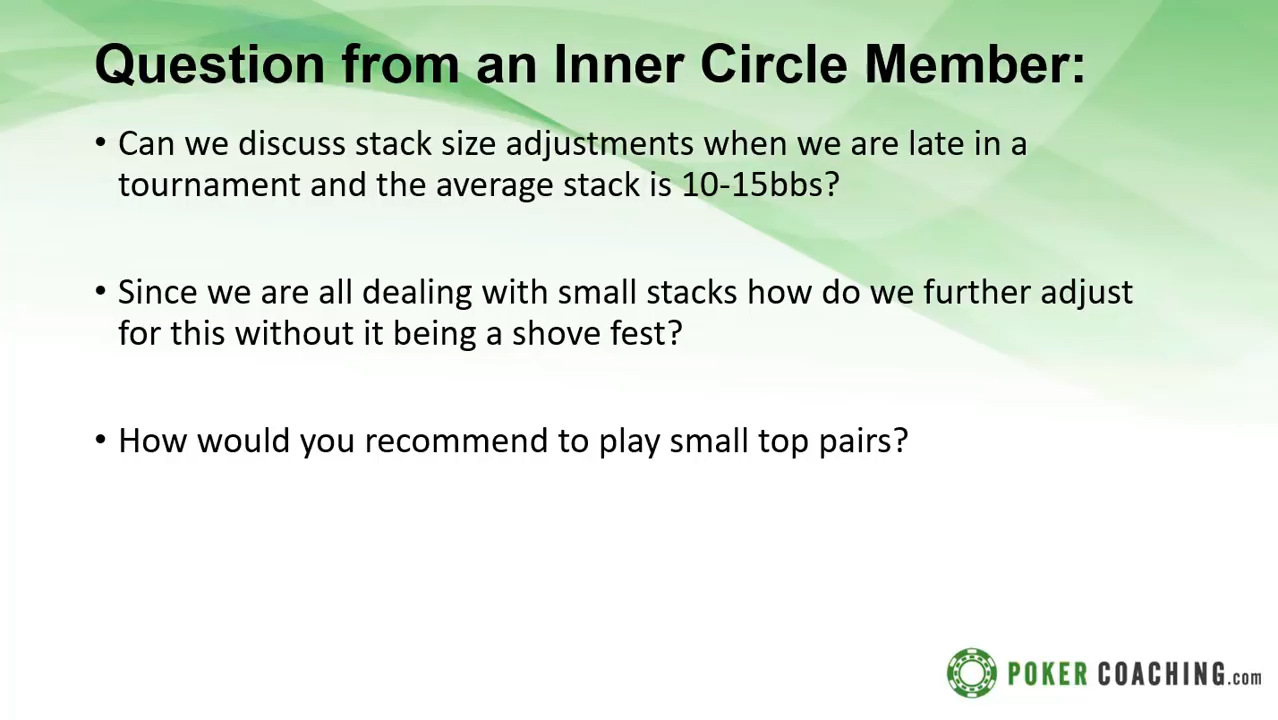 Question from an Inner Circle Member:
• Can we discuss stack size adjustments when we are late in a
tournament and the average stack is 10-15bbs?
• Since we are all dealing with small stacks how do we further adjust
for this without it being a shove fest?
• How would you recommend to play small top pairs?
POKER COACHING.com